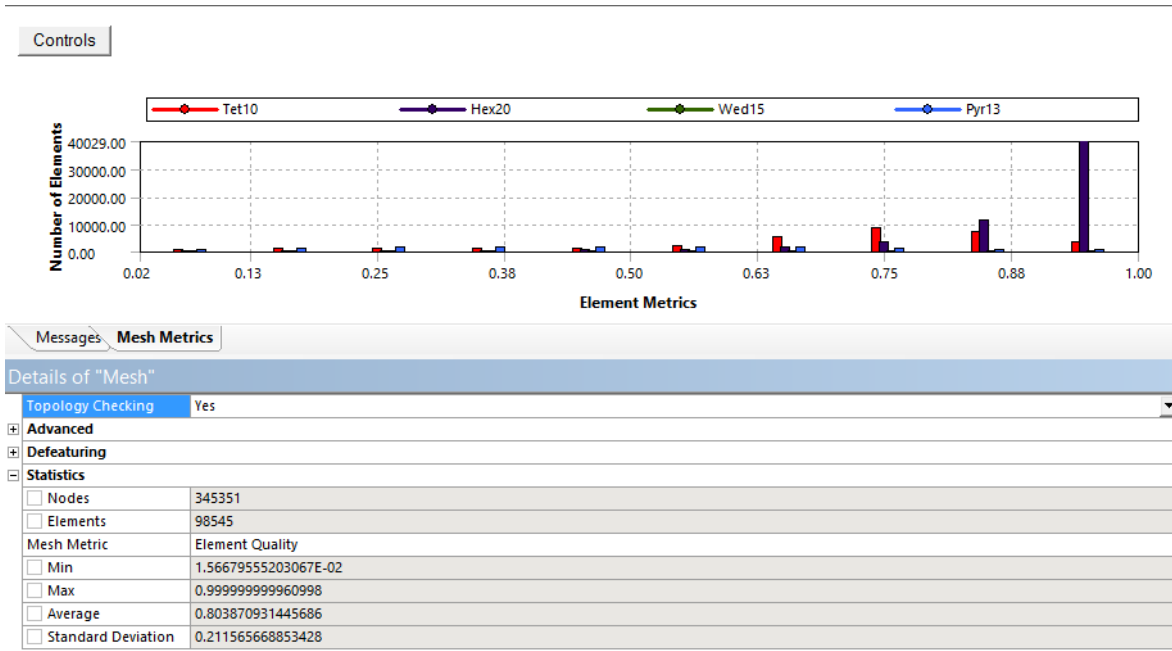 Controls
Tet10 Hex20 Wed15 Pyr13
Number of Elements
40029.00
30000.00
20000.00
10000.00
0.00
0.02 0.13 0.25 0.38 0.50 0.63 0.75 0.88 1.00
Element Metrics
Messages Mesh Metrics
Details of "Mesh"
Topology Checking Yes
Advanced
Defeaturing
Statistics
Nodes 345351
Elements 98545
Mesh Metric Element Quality
Min 1.56679555203067E-02
Max 0.999999999960998
Average 0.803870931445686
Standard Deviation 0.211565668853428